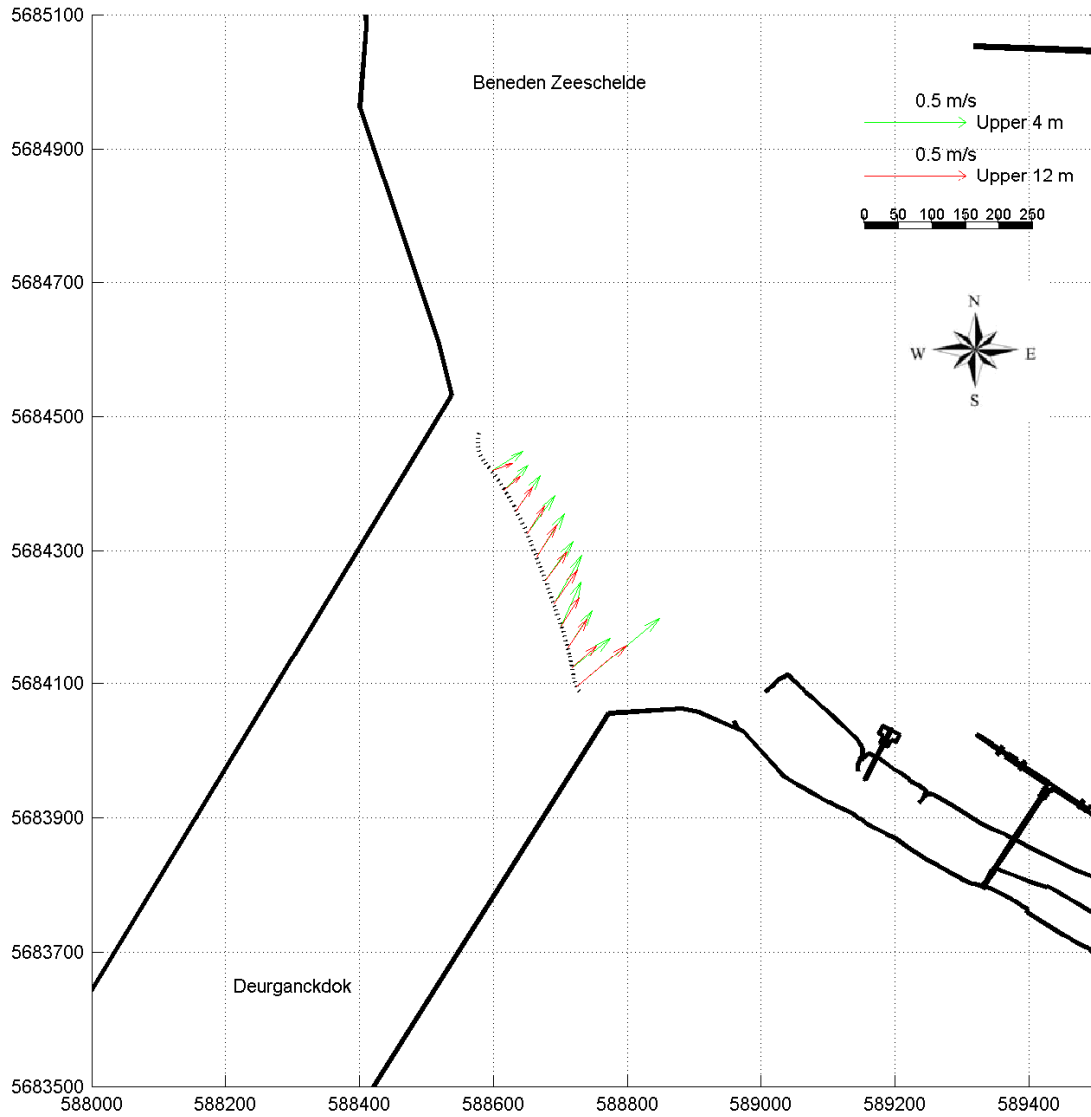 5685100
Beneden Zeeschelde
0.5 m/s
Upper 4 m
5684900
0.5 m/s
Upper 12 m
0 50 100 150 200 250
5684700
N
W E
S
5684500
5684300
5684100
5683900
5683700
Deurganckdok
5683500
588000 588200 588400 588600 588800 589000 589200 589400